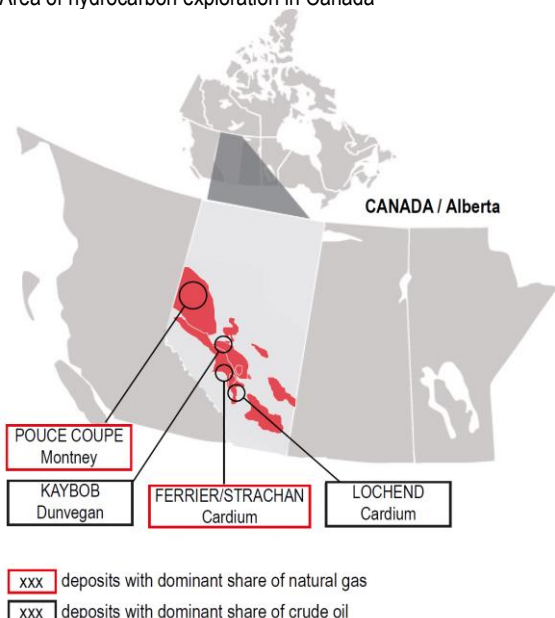 Area of hydrocarbon exploration in Canada
CANADA / Alberta
POUCE COUPE
Montney
KAYBOB
Dunvegan
FERRIER/STRACHAN
Cardium
LOCHEND
Cardium
xxx deposits with dominant share of natural gas
xxx deposits with dominant share of crude oil